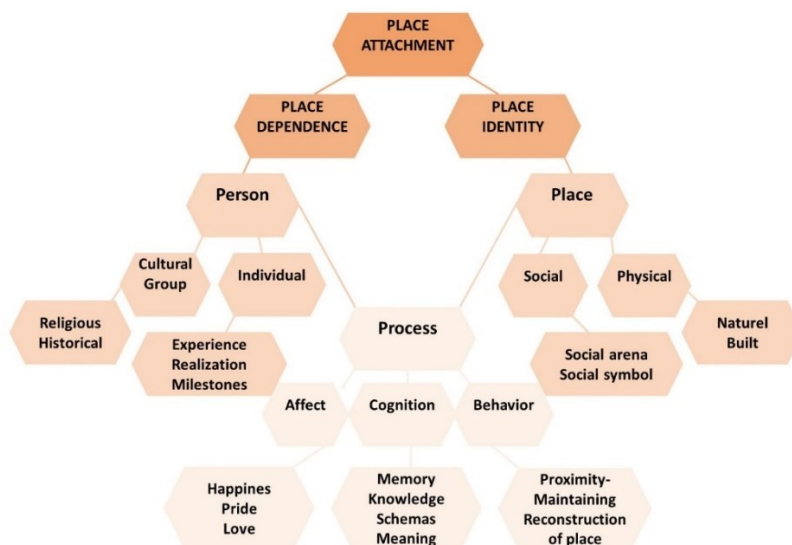 PLACE
ATTACHMENT
PLACE
DEPENDENCE
PLACE
IDENTITY
Person
Place
Cultural
Group
Individual
Social
Physical
Religious
Historical
Experience
Realization
Milestones
Process
Social arena
Social symbol
Naturel
Built
Affect
Cognition
Behavior
Happines
Pride
Love
Memory
Knowledge
Schemas
Meaning
Proximity-
Maintaining
Reconstruction
of place